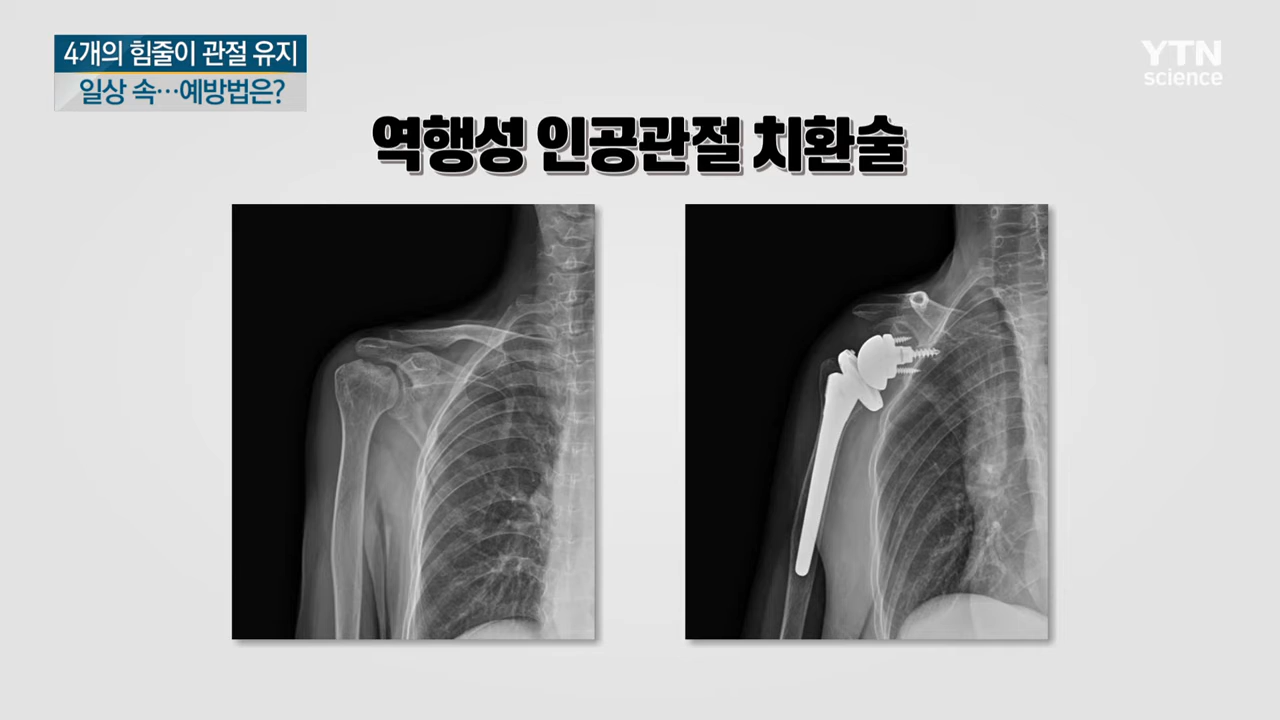 4개의 힘줄이 관절 유지
일상 속…예방법은?
YTN
science
역행성 인공관절 치환술